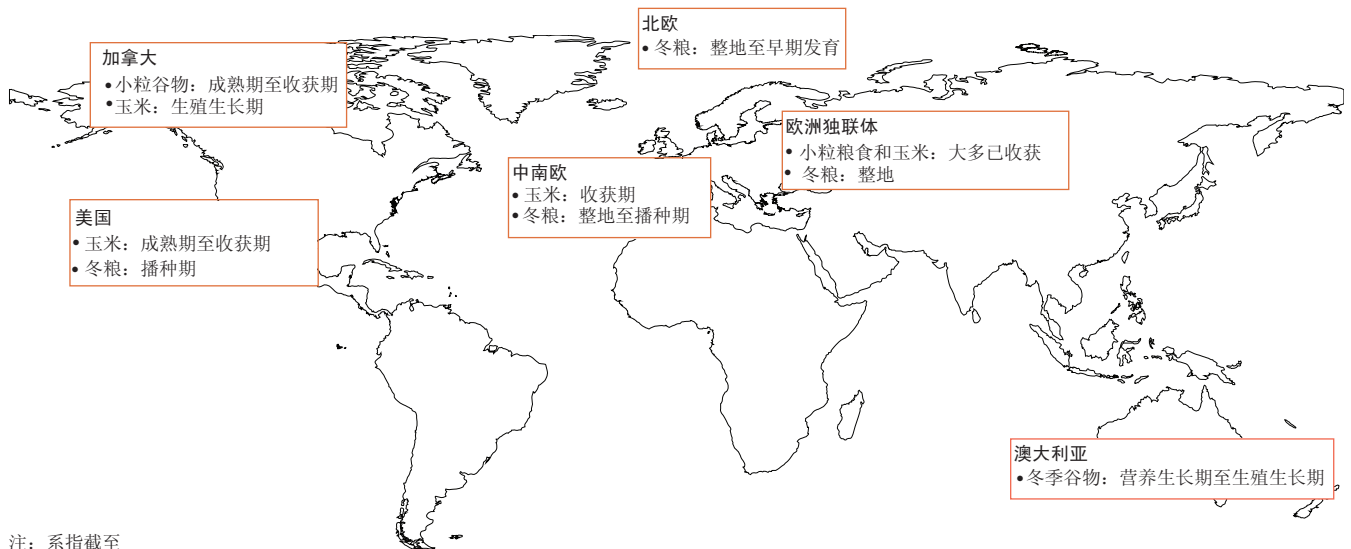 北欧
• 冬粮：整地至早期发育
加拿大
• 小粒谷物：成熟期至收获期
• 玉米：生殖生长期
欧洲独联体
• 小粒粮食和玉米：大多已收获
• 冬粮：整地
中南欧
• 玉米：收获期
• 冬粮：整地至播种期
美国
• 玉米：成熟期至收获期
• 冬粮：播种期
澳大利亚
• 冬季谷物：营养生长期至生殖生长期
注：系指截至